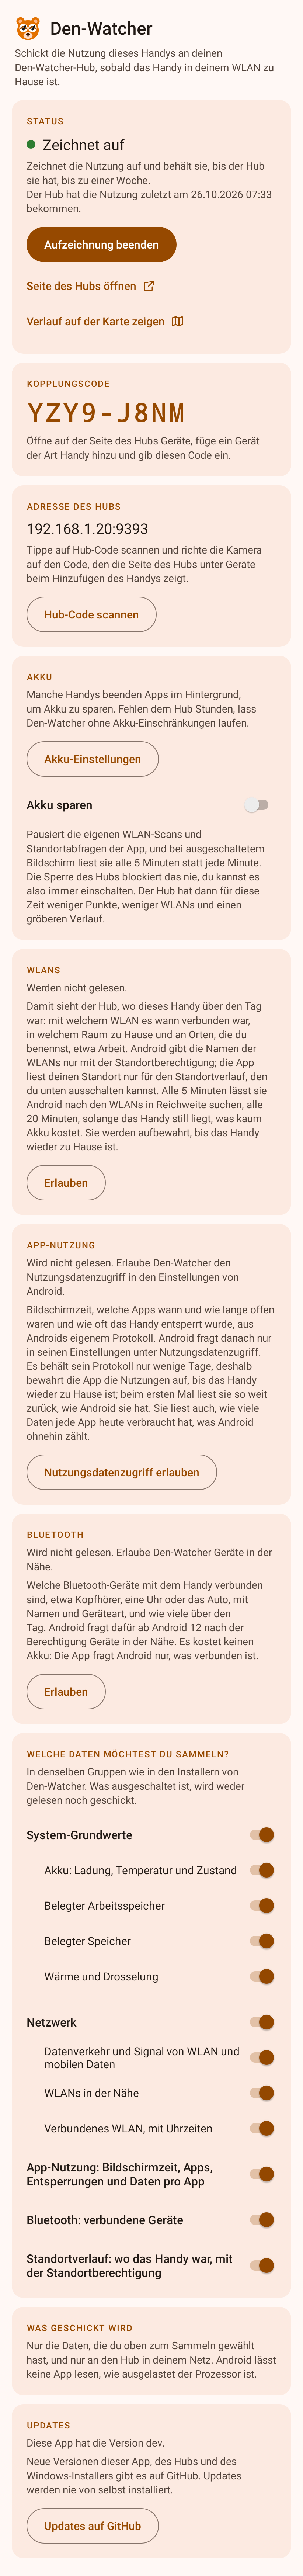 Den-Watcher
Schickt die Nutzung dieses Handys an deinen
Den-Watcher-Hub, sobald das Handy in deinem WLAN zu
Hause ist.
STATUS
Zeichnet auf
Zeichnet die Nutzung auf und behält sie, bis der Hub
sie hat, bis zu einer Woche.
Der Hub hat die Nutzung zuletzt am 26.10.2026 07:33
bekommen.
Aufzeichnung beenden
Seite des Hubs öffnen
Verlauf auf der Karte zeigen
KOPPLUNGSCODE
YZY9-J8NM
Öffne auf der Seite des Hubs Geräte, füge ein Gerät
der Art Handy hinzu und gib diesen Code ein.
ADRESSE DES HUBS
192.168.1.20:9393
Tippe auf Hub-Code scannen und richte die Kamera
auf den Code, den die Seite des Hubs unter Geräte
beim Hinzufügen des Handys zeigt.
Hub-Code scannen
AKKU
Manche Handys beenden Apps im Hintergrund,
um Akku zu sparen. Fehlen dem Hub Stunden, lass
Den-Watcher ohne Akku-Einschränkungen laufen.
Akku-Einstellungen
Akku sparen
Pausiert die eigenen WLAN-Scans und
Standortabfragen der App, und bei ausgeschaltetem
Bildschirm liest sie alle 5 Minuten statt jede Minute.
Die Sperre des Hubs blockiert das nie, du kannst es
also immer einschalten. Der Hub hat dann für diese
Zeit weniger Punkte, weniger WLANs und einen
gröberen Verlauf.
WLANS
Werden nicht gelesen.
Damit sieht der Hub, wo dieses Handy über den Tag
war: mit welchem WLAN es wann verbunden war,
in welchem Raum zu Hause und an Orten, die du
benennst, etwa Arbeit. Android gibt die Namen der
WLANs nur mit der Standortberechtigung; die App
liest deinen Standort nur für den Standortverlauf, den
du unten ausschalten kannst. Alle 5 Minuten lässt sie
Android nach den WLANs in Reichweite suchen, alle
20 Minuten, solange das Handy still liegt, was kaum
Akku kostet. Sie werden aufbewahrt, bis das Handy
wieder zu Hause ist.
Erlauben
APP-NUTZUNG
Wird nicht gelesen. Erlaube Den-Watcher den
Nutzungsdatenzugriff in den Einstellungen von
Android.
Bildschirmzeit, welche Apps wann und wie lange offen
waren und wie oft das Handy entsperrt wurde, aus
Androids eigenem Protokoll. Android fragt danach nur
in seinen Einstellungen unter Nutzungsdatenzugriff.
Es behält sein Protokoll nur wenige Tage, deshalb
bewahrt die App die Nutzungen auf, bis das Handy
wieder zu Hause ist; beim ersten Mal liest sie so weit
zurück, wie Android sie hat. Sie liest auch, wie viele
Daten jede App heute verbraucht hat, was Android
ohnehin zählt.
Nutzungsdatenzugriff erlauben
BLUETOOTH
Wird nicht gelesen. Erlaube Den-Watcher Geräte in der
Nähe.
Welche Bluetooth-Geräte mit dem Handy verbunden
sind, etwa Kopfhörer, eine Uhr oder das Auto, mit
Namen und Geräteart, und wie viele über den
Tag. Android fragt dafür ab Android 12 nach der
Berechtigung Geräte in der Nähe. Es kostet keinen
Akku: Die App fragt Android nur, was verbunden ist.
Erlauben
WELCHE DATEN MÖCHTEST DU SAMMELN?
In denselben Gruppen wie in den Installern von
Den-Watcher. Was ausgeschaltet ist, wird weder
gelesen noch geschickt.
System-Grundwerte
Akku: Ladung, Temperatur und Zustand
Belegter Arbeitsspeicher
Belegter Speicher
Wärme und Drosselung
Netzwerk
Datenverkehr und Signal von WLAN und
mobilen Daten
WLANs in der Nähe
Verbundenes WLAN, mit Uhrzeiten
App-Nutzung: Bildschirmzeit, Apps,
Entsperrungen und Daten pro App
Bluetooth: verbundene Geräte
Standortverlauf: wo das Handy war, mit
der Standortberechtigung
WAS GESCHICKT WIRD
Nur die Daten, die du oben zum Sammeln gewählt
hast, und nur an den Hub in deinem Netz. Android lässt
keine App lesen, wie ausgelastet der Prozessor ist.
UPDATES
Diese App hat die Version dev.
Neue Versionen dieser App, des Hubs und des
Windows-Installers gibt es auf GitHub. Updates
werden nie von selbst installiert.
Updates auf GitHub